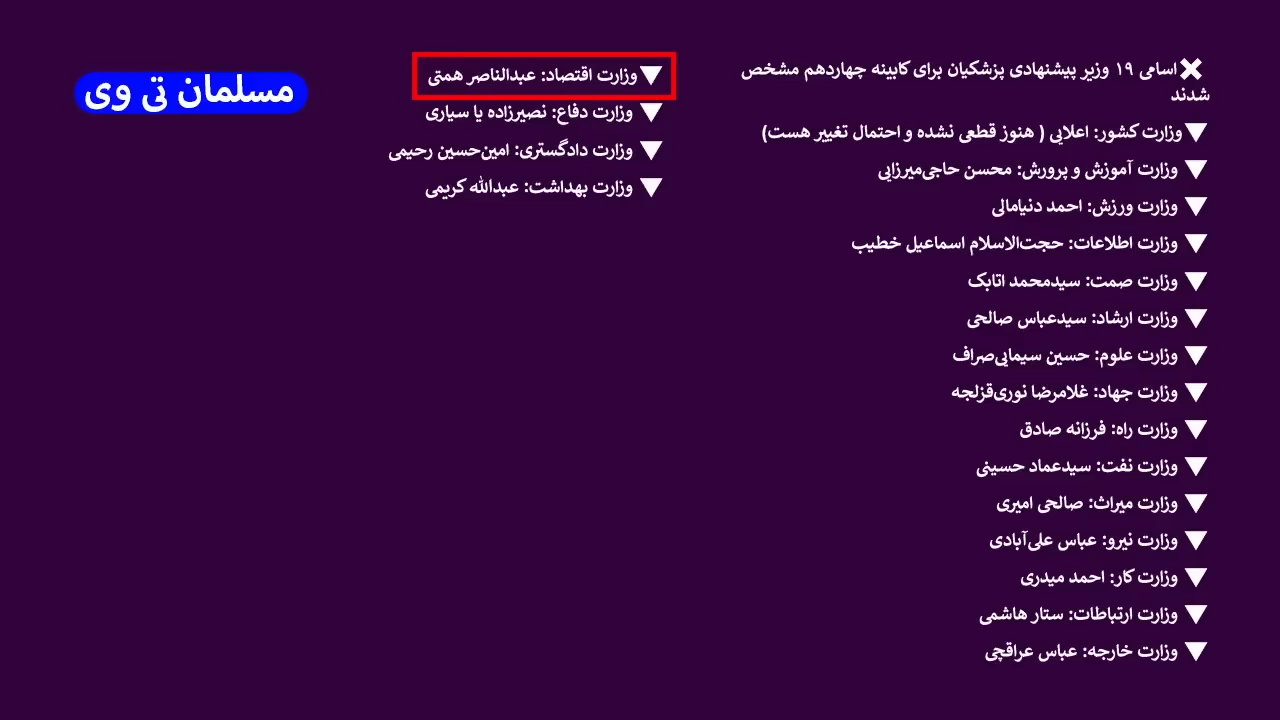 ❌اسامی ۱۹ وزیر پیشنهادی پزشکیان برای کابینه چهاردهم مشخص
شدند
▼وزارت کشور: اعلایی ( هنوز قطعی نشده و احتمال تغییر هست)
▼ وزارت آموزش و پرورش: محسن حاجی‌میرزایی
▼ وزارت ورزش: احمد دنیامالی
▼ وزارت اطلاعات: حجت‌الاسلام اسماعیل خطیب
▼ وزارت صمت: سیدمحمد اتابک
▼ وزارت ارشاد: سیدعباس صالحی
▼ وزارت علوم: حسین سیمایی‌صراف
▼ وزارت جهاد: غلامرضا نوری‌قزلجه
▼ وزارت راه: فرزانه صادق
▼ وزارت نفت: سیدعماد حسینی
▼ وزارت میراث: صالحی امیری
▼ وزارت نیرو: عباس علی‌آبادی
▼ وزارت کار: احمد میدری
▼ وزارت ارتباطات: ستار هاشمی
▼ وزارت خارجه: عباس عراقچی
▼وزارت اقتصاد: عبدالناصر همتی
▼ وزارت دفاع: نصیرزاده یا سیاری
▼ وزارت دادگستری: امین‌حسین رحیمی
▼ وزارت بهداشت: عبدالله کریمی
مسلمان تی وی